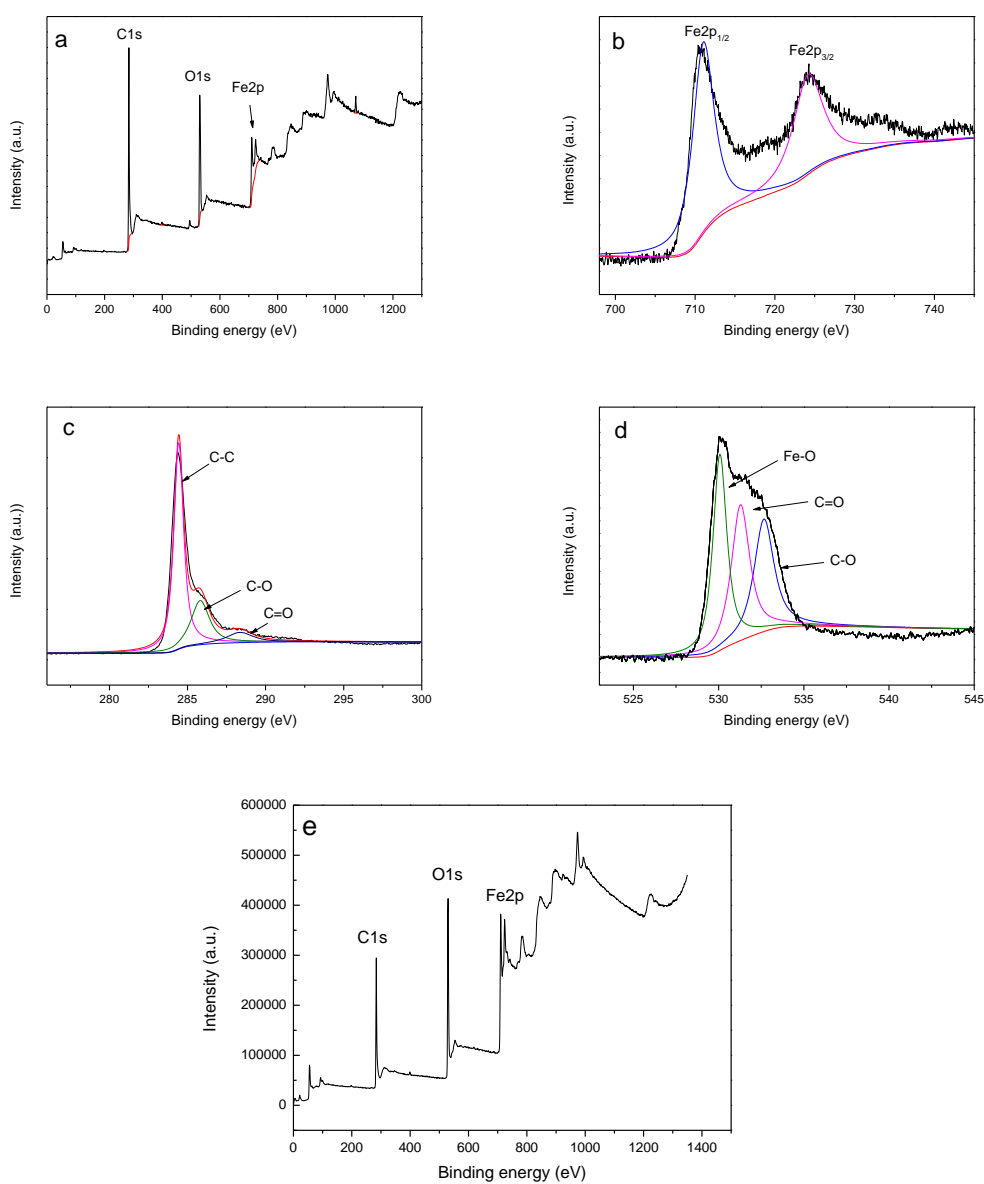 a
C1s
O1s
Fe2p
Intensity (a.u.)
0 200 400 600 800 1000 1200
Binding energy (eV)
b
Fe2p1/2
Fe2p3/2
Intensity (a.u.)
700 710 720 730 740
Binding energy (eV)
c
C-C
C-O
C=O
Intensity (a.u.))
280 285 290 295 300
Binding energy (eV)
d
Fe-O
C=O
C-O
Intensity (a.u.)
525 530 535 540 545
Binding energy (eV)
e
600000
500000
400000
300000
200000
100000
0
O1s
Fe2p
C1s
Intensity (a.u.)
0 200 400 600 800 1000 1200 1400
Binding energy (eV)